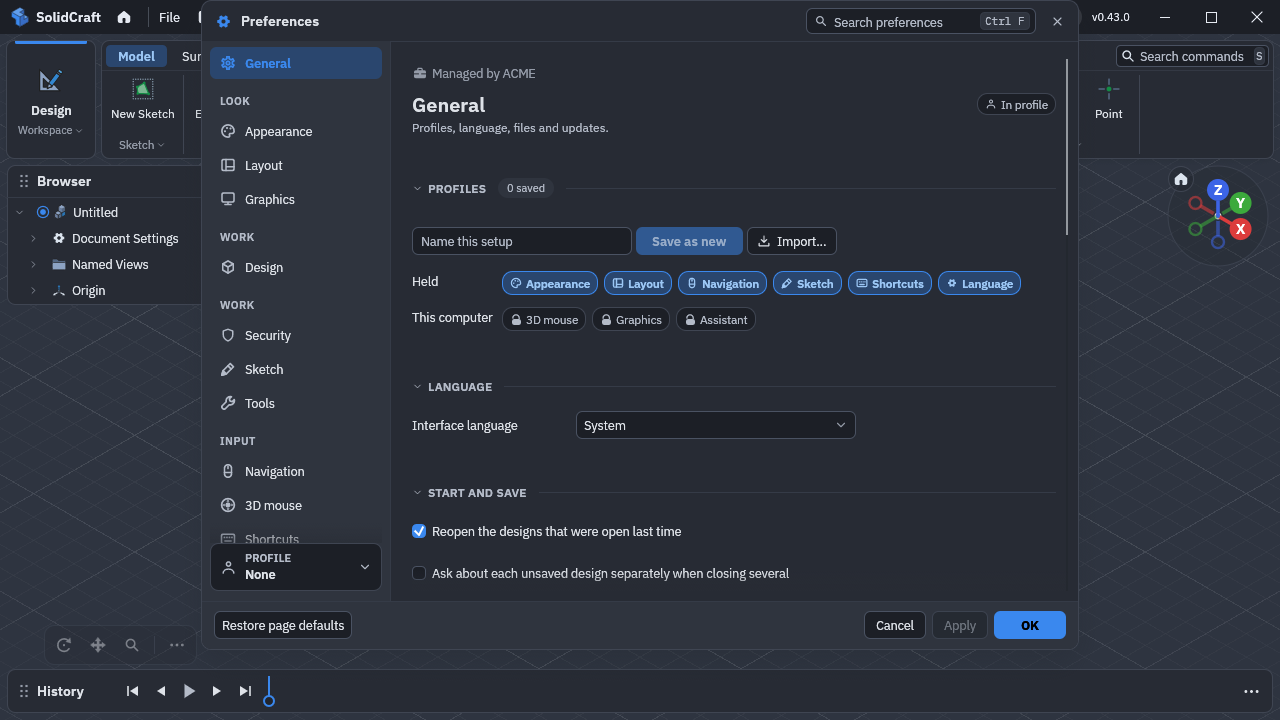 SolidCraft
File
Preferences
Search preferences
Ctrl F
v0.43.0
Design
Workspace
Model
New Sketch
Sketch
Search commands
S
Point
Browser
Untitled
Document Settings
Named Views
Origin
General
LOOK
Appearance
Layout
Graphics
WORK
Design
WORK
Security
Sketch
Tools
INPUT
Navigation
3D mouse
Shortcuts
PROFILE
None
Managed by ACME
General
In profile
Profiles, language, files and updates.
PROFILES
0 saved
Name this setup
Save as new
Import...
Held
Appearance
Layout
Navigation
Sketch
Shortcuts
Language
This computer
3D mouse
Graphics
Assistant
LANGUAGE
Interface language
System
START AND SAVE
Reopen the designs that were open last time
Ask about each unsaved design separately when closing several
Restore page defaults
Cancel
Apply
OK
Z
Y
X
History